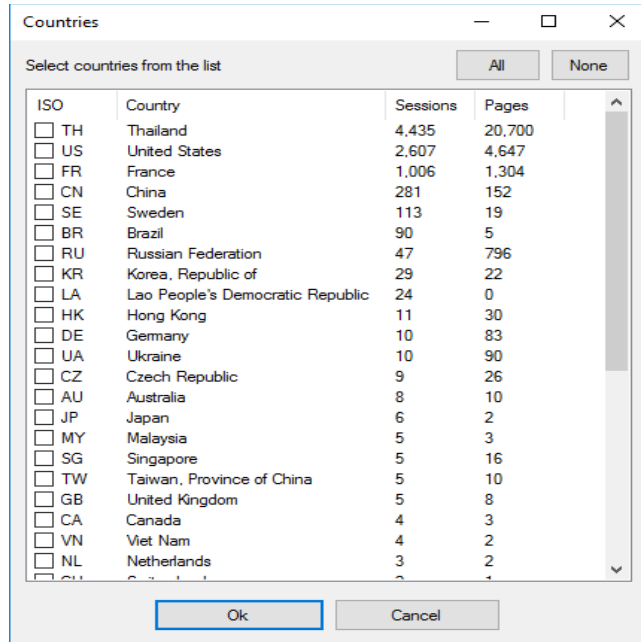 Countries
Select countries from the list All None
ISO Country Sessions Pages
TH Thailand 4,435 20,700
US United States 2,607 4,647
FR France 1,006 1,304
CN China 281 152
SE Sweden 113 19
BR Brazil 90 5
RU Russian Federation 47 796
KR Korea, Republic of 29 22
LA Lao People's Democratic Republic 24 0
HK Hong Kong 11 30
DE Germany 10 83
UA Ukraine 10 90
CZ Czech Republic 9 26
AU Australia 8 10
JP Japan 6 2
MY Malaysia 5 3
SG Singapore 5 16
TW Taiwan, Province of China 5 10
GB United Kingdom 5 8
CA Canada 4 3
VN Viet Nam 4 2
NL Netherlands 3 2
Ok Cancel